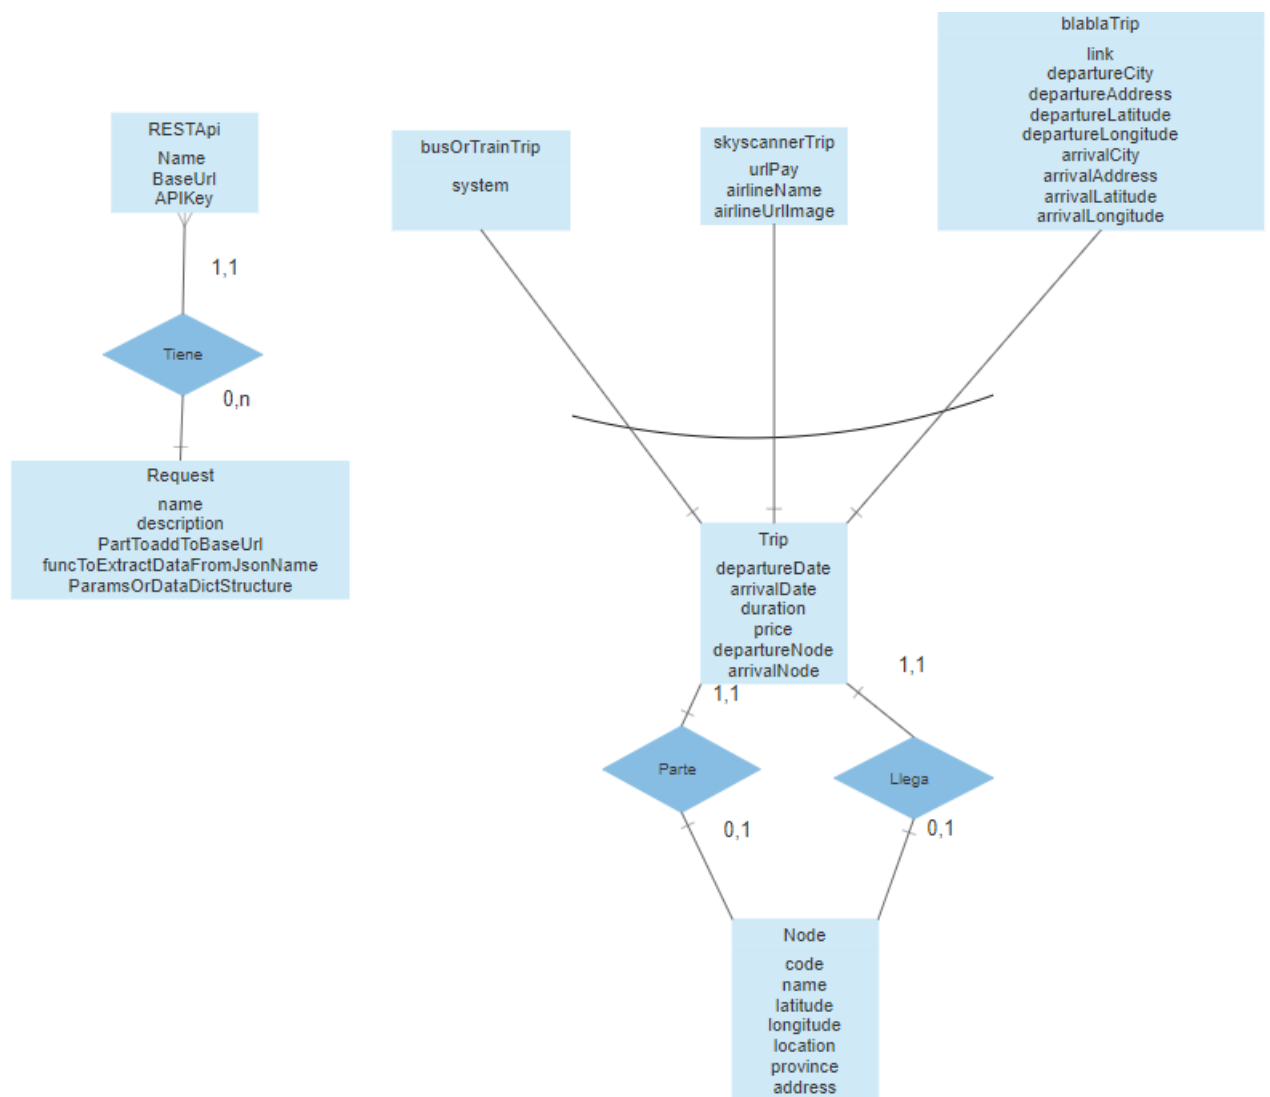 RESTApi
Name
BaseUrl
APIKey
1,1
Tiene
0,n
Request
name
description
PartToaddToBaseUrl
funcToExtractDataFromJsonName
ParamsOrDataDictStructure
busOrTrainTrip
system
skyscannerTrip
urlPay
airlineName
airlineUrlImage
blablaTrip
link
departureCity
departureAddress
departureLatitude
departureLongitude
arrivalCity
arrivalAddress
arrivalLatitude
arrivalLongitude
Trip
departureDate
arrivalDate
duration
price
departureNode
arrivalNode
1,1
1,1
Parte
Llega
0,1
0,1
Node
code
name
latitude
longitude
location
province
address